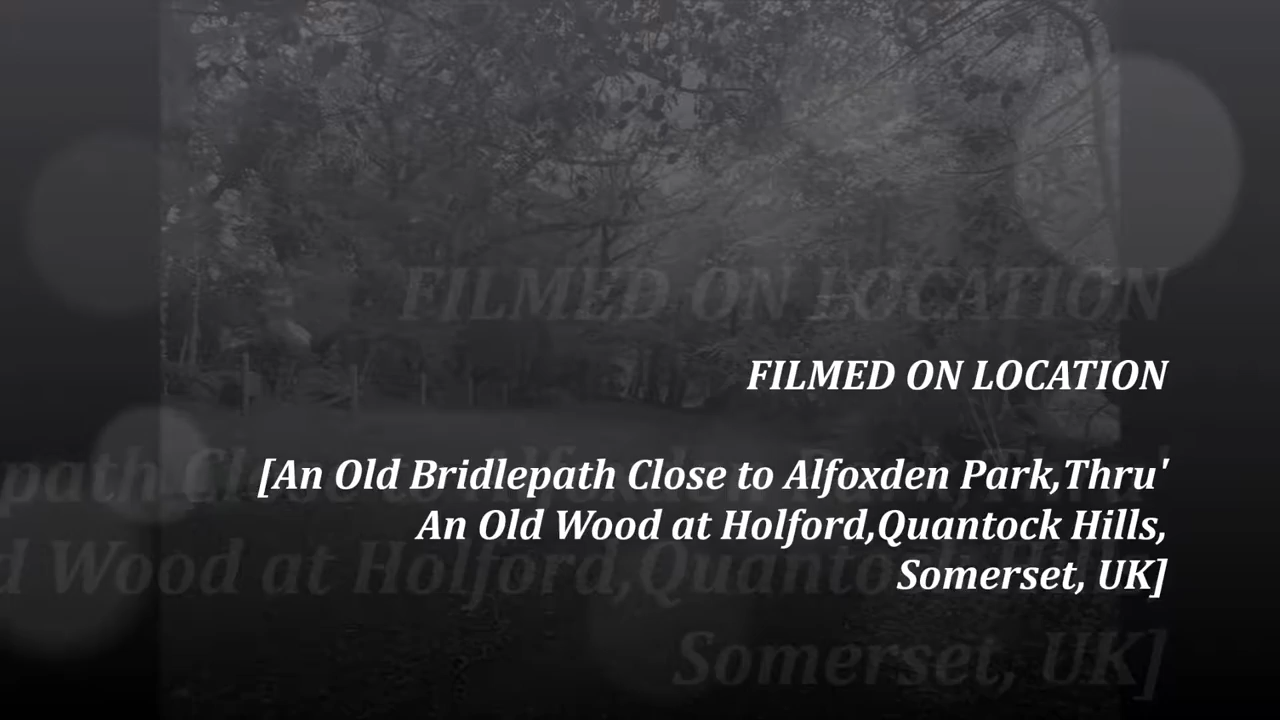 FILMED ON LOCATION
[An Old Bridlepath Close to Alfoxden Park,Thru'
An Old Wood at Holford,Quantock Hills,
Somerset, UK]